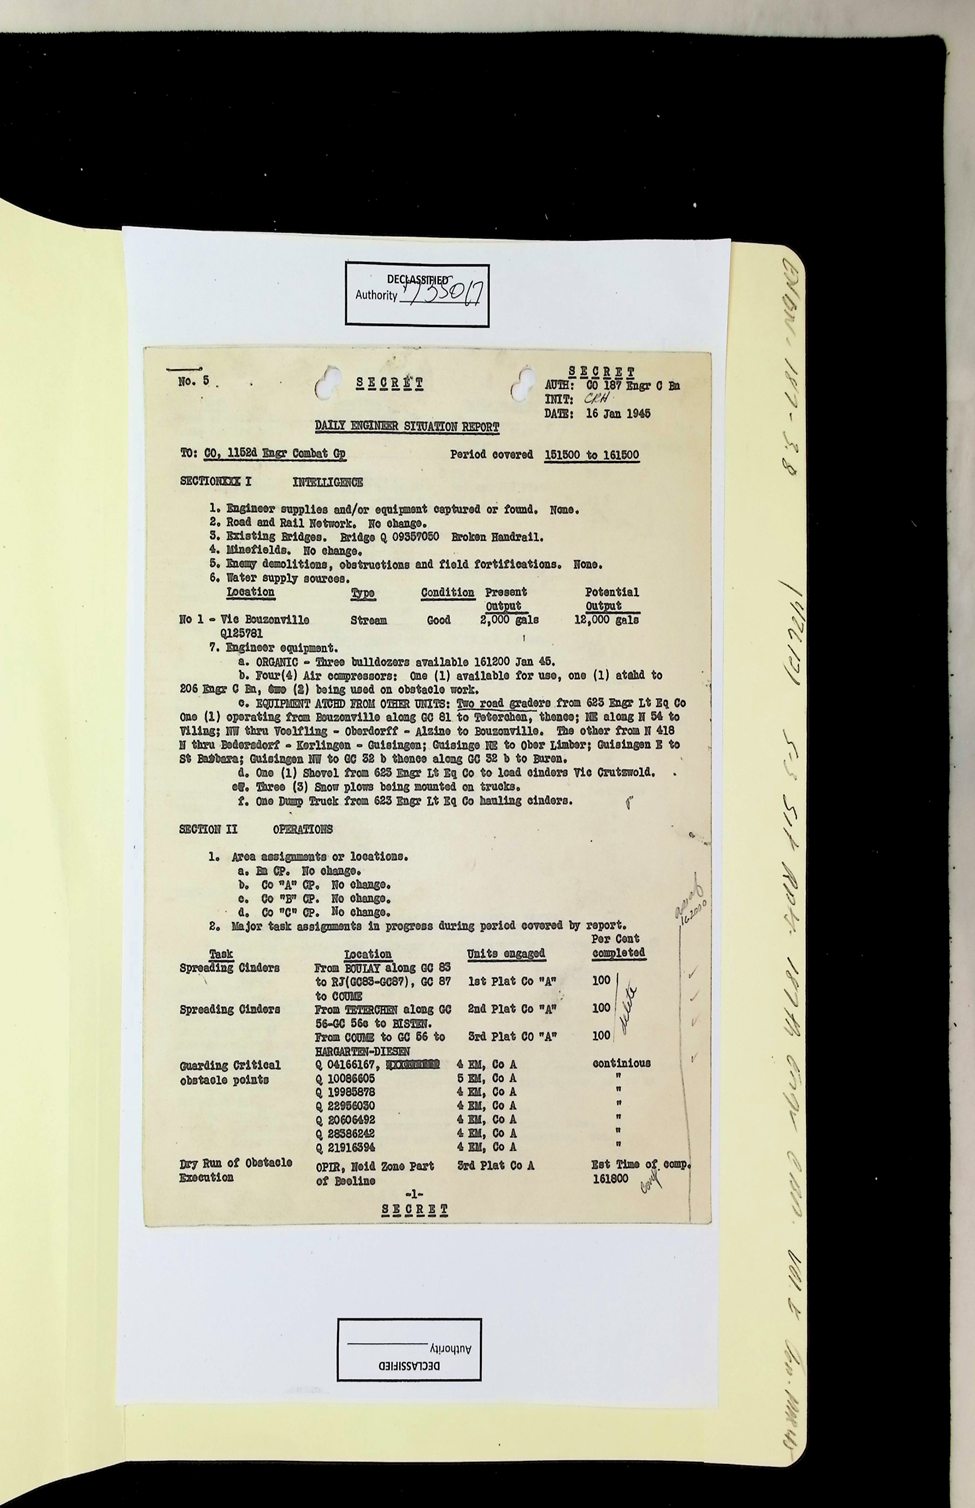 DECLASSIFIED
Authority 735017
No. 5
SECRET
SECRET
AUTH: CO 187 Engr C Bn
INIT: CRH
DATE: 16 Jan 1945
DAILY ENGINEER SITUATION REPORT
TO: CO, 1152d Engr Combat Gp Period covered 151500 to 161500
SECTIONXXX I INTELLIGENCE
1. Engineer supplies and/or equipment captured or found. None.
2. Road and Rail Network. No change.
3. Existing Bridges. Bridge Q 09357050 Broken Handrail.
4. Minefields. No change.
5. Enemy demolitions, obstructions and field fortifications. None.
6. Water supply sources.
Location Type Condition Present Potential
Output Output
No 1 - Vic Bouzonville Stream Good 2,000 gals 12,000 gals
Q125781
7. Engineer equipment.
a. ORGANIC - Three bulldozers available 161200 Jan 45.
b. Four(4) Air compressors: One (1) available for use, one (1) atahd to
206 Engr C Bn, two (2) being used on obstacle work.
c. EQUIPMENT ATCHD FROM OTHER UNITS: Two road graders from 623 Engr Lt Eq Co
One (1) operating from Bouzonville along GC 81 to Teterchen, thence; NE along N 54 to
Viling; NW thru Voelfling - Oberdorff - Alzine to Bouzonville. The other from N 418
N thru Bedersdorf - Kerlingen - Guisingen; Guisinge NE to Ober Limber; Guisingen E to
St Barbara; Guisingen NW to GC 32 b thence along GC 32 b to Buren.
d. One (1) Shovel from 623 Engr Lt Eq Co to load cinders Vic Crutzwold.
e. Three (3) Snow plows being mounted on trucks.
f. One Dump Truck from 623 Engr Lt Eq Co hauling cinders.
SECTION II OPERATIONS
1. Area assignments or locations.
a. Bn CP. No change.
b. Co "A" CP. No change.
c. Co "B" CP. No change.
d. Co "C" CP. No change.
2. Major task assignments in progress during period covered by report.
Per Cent
Task Location Units engaged completed
Spreading Cinders From BOULAY along GC 83
to RJ(GC83-GC87), GC 87 1st Plat Co "A" 100
to COUME
Spreading Cinders From TETERCHEN along GC 2nd Plat Co "A" 100
56-GC 56c to BISTEN.
From COUME to GC 56 to 3rd Plat CO "A" 100
HARGARTEN-DIESEN
delete
Guarding Critical Q 04166167, 4 EM, Co A continious
obstacle points Q 10086605 5 EM, Co A "
Q 19985878 4 EM, Co A "
Q 22956030 4 EM, Co A "
Q 20606492 4 EM, Co A "
Q 28386242 4 EM, Co A "
Q 21916394 4 EM, Co A "
Dry Run of Obstacle OPIR, Neid Zone Part 3rd Plat Co A Est Time of comp.
Execution of Beeline 161800
-1-
SECRET
DECLASSIFIED
Authority